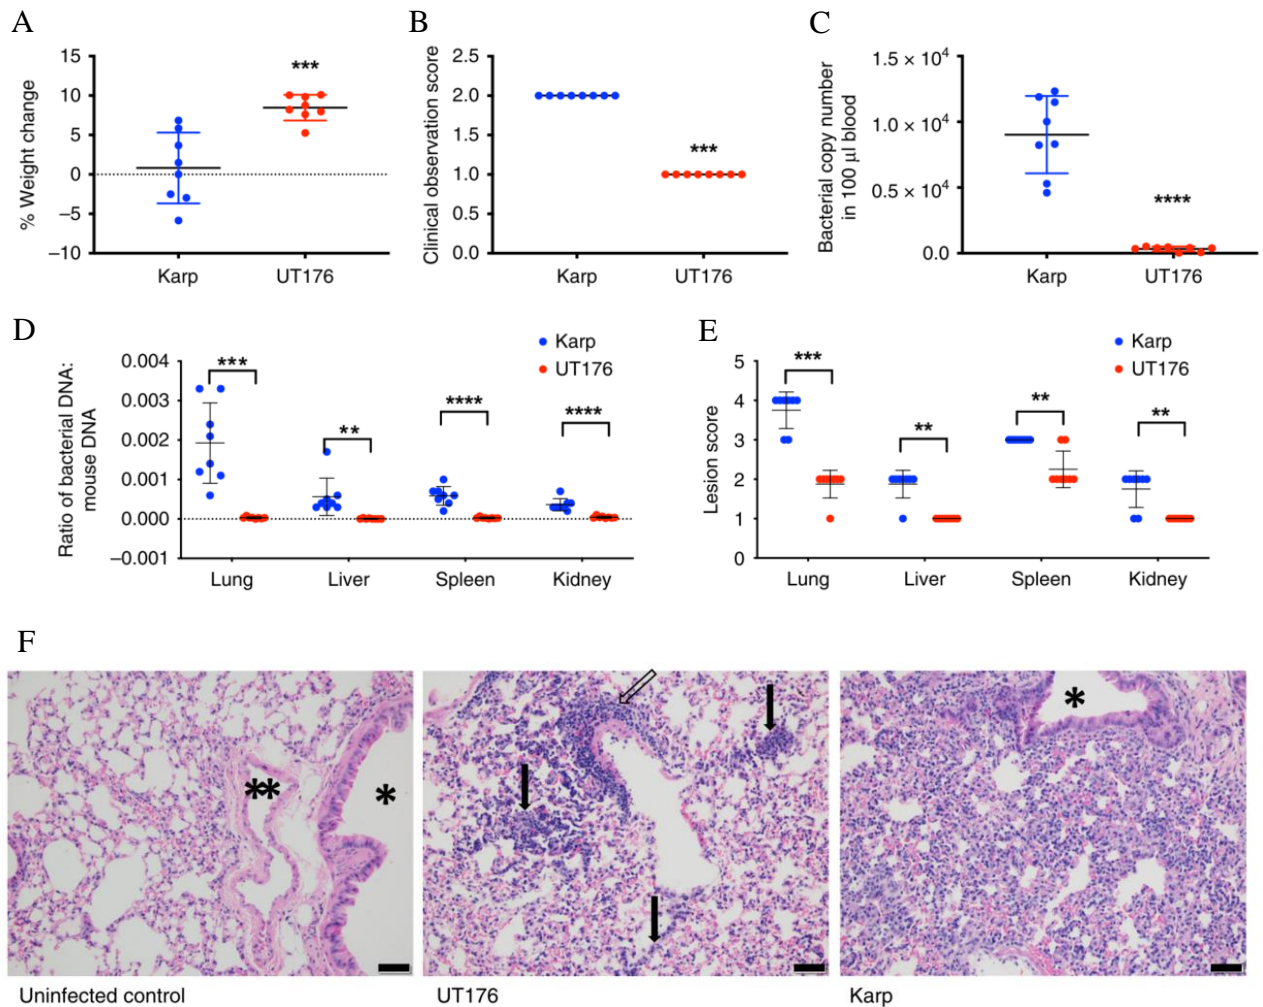 A
B
C
% Weight change
15
10
5
0
−5
−10
***
Karp
UT176
Clinical observation score
2.5
2.0
1.5
1.0
0.5
0.0
***
Karp
UT176
Bacterial copy number
in 100 µl blood
1.5 × 10⁴
1.0 × 10⁴
0.5 × 10⁴
0.0
****
Karp
UT176
D
E
Ratio of bacterial DNA:
mouse DNA
0.004
0.003
0.002
0.001
0.000
−0.001
***
**
****
****
Karp
UT176
Lung
Liver
Spleen
Kidney
Lesion score
5
4
3
2
1
0
***
**
**
**
Karp
UT176
Lung
Liver
Spleen
Kidney
F
**
*
*
Uninfected control
UT176
Karp